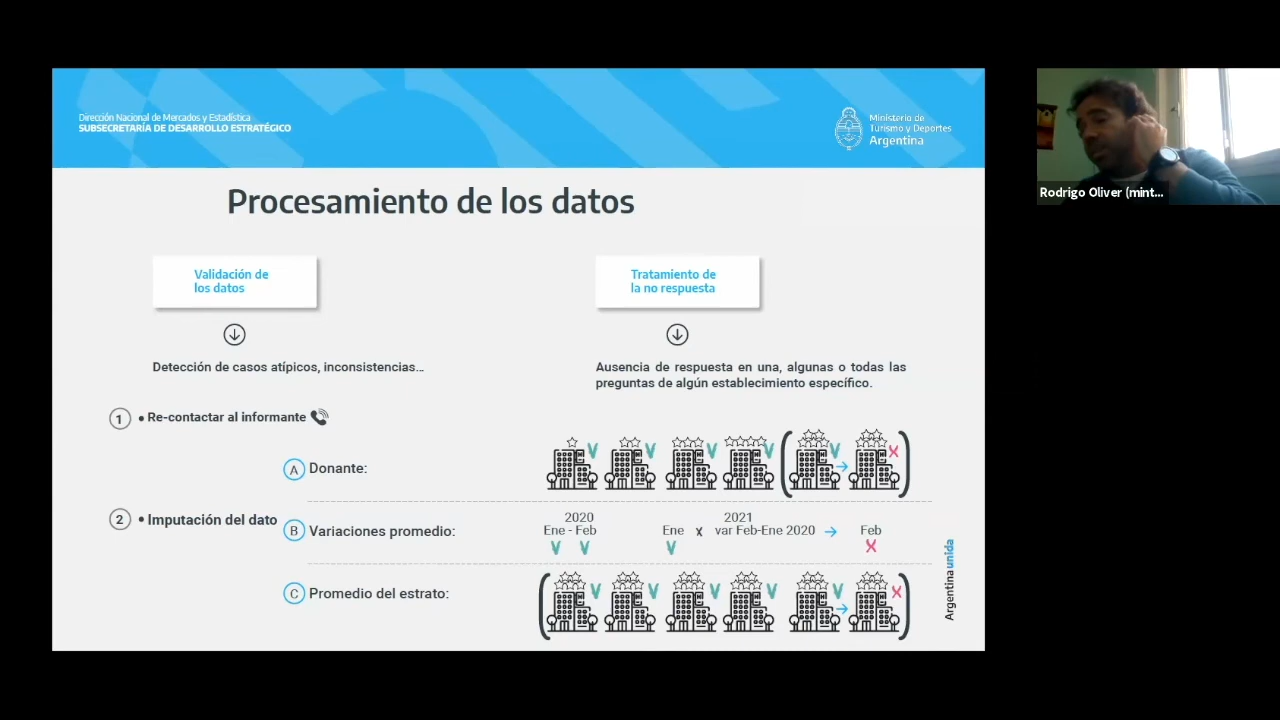 Dirección Nacional de Mercados y Estadística
SUBSECRETARÍA DE DESARROLLO ESTRATÉGICO
Ministerio de
Turismo y Deportes
Argentina
Rodrigo Oliver (mint...
Procesamiento de los datos
Validación de
los datos
Tratamiento de
la no respuesta
Detección de casos atípicos, inconsistencias...
Ausencia de respuesta en una, algunas o todas las
preguntas de algún establecimiento específico.
1 • Re-contactar al informante
A Donante:
2 • Imputación del dato
B Variaciones promedio:
2020
Ene - Feb
2021
Ene x var Feb-Ene 2020 → Feb
C Promedio del estrato:
Argentina unida